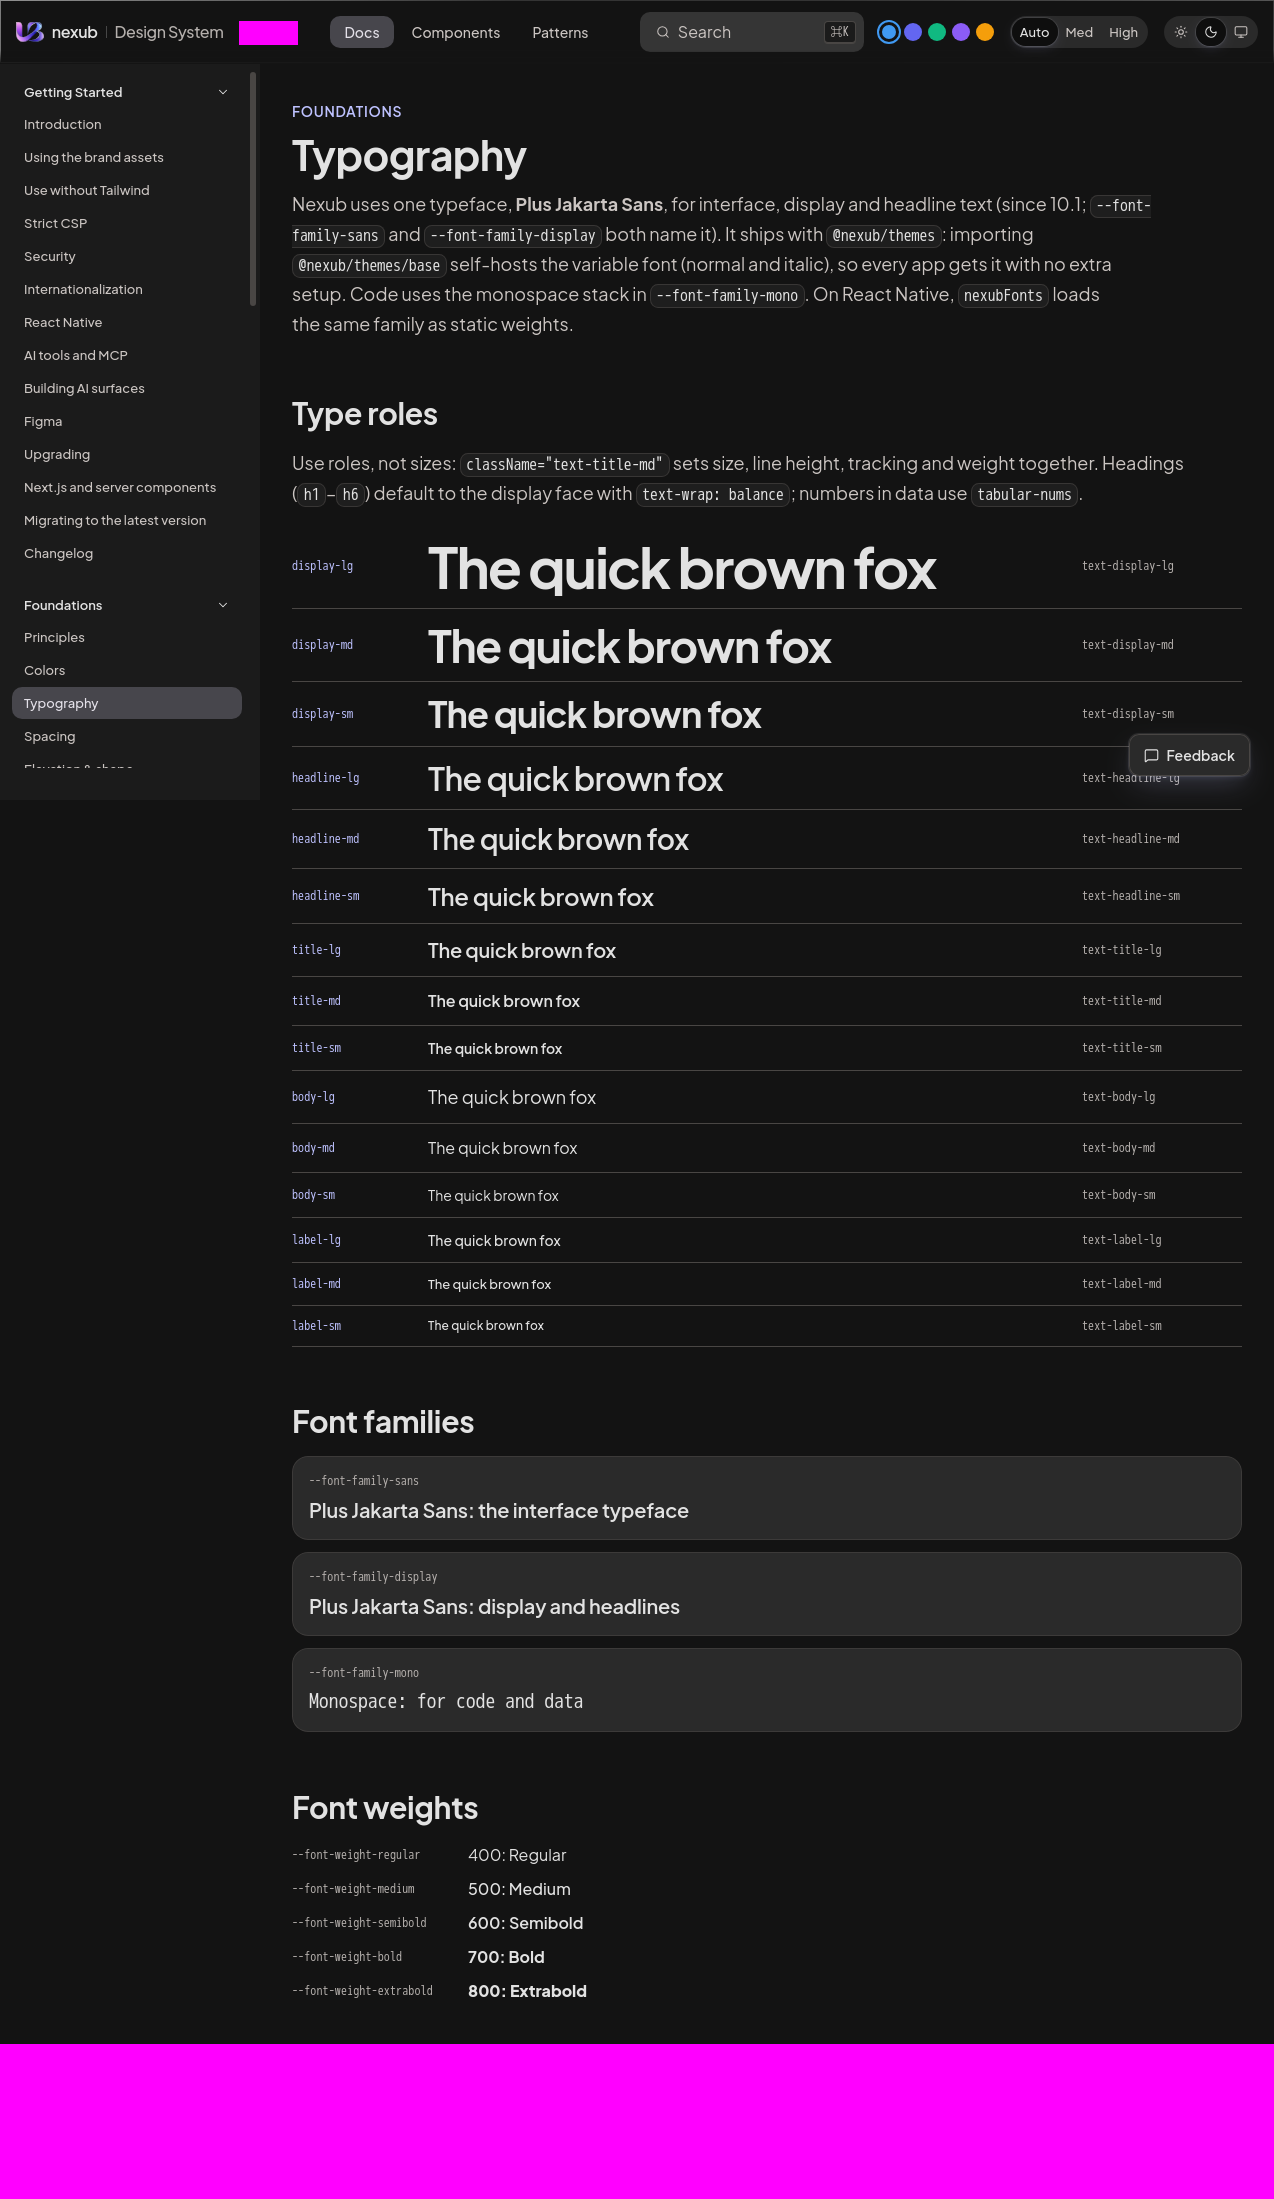 nexub | Design System
Docs
Components
Patterns
Search
⌘K
Auto
Med
High
Getting Started
Introduction
Using the brand assets
Use without Tailwind
Strict CSP
Security
Internationalization
React Native
AI tools and MCP
Building AI surfaces
Figma
Upgrading
Next.js and server components
Migrating to the latest version
Changelog
Foundations
Principles
Colors
Typography
Spacing
Elevation & shape
FOUNDATIONS
Typography
Nexub uses one typeface, Plus Jakarta Sans, for interface, display and headline text (since 10.1; --font-
family-sans and --font-family-display both name it). It ships with @nexub/themes: importing
@nexub/themes/base self-hosts the variable font (normal and italic), so every app gets it with no extra
setup. Code uses the monospace stack in --font-family-mono. On React Native, nexubFonts loads
the same family as static weights.
Type roles
Use roles, not sizes: className="text-title-md" sets size, line height, tracking and weight together. Headings
(h1–h6) default to the display face with text-wrap: balance; numbers in data use tabular-nums.
display-lg The quick brown fox text-display-lg
display-md The quick brown fox text-display-md
display-sm The quick brown fox text-display-sm
Feedback
headline-lg The quick brown fox text-headline-lg
headline-md The quick brown fox text-headline-md
headline-sm The quick brown fox text-headline-sm
title-lg The quick brown fox text-title-lg
title-md The quick brown fox text-title-md
title-sm The quick brown fox text-title-sm
body-lg The quick brown fox text-body-lg
body-md The quick brown fox text-body-md
body-sm The quick brown fox text-body-sm
label-lg The quick brown fox text-label-lg
label-md The quick brown fox text-label-md
label-sm The quick brown fox text-label-sm
Font families
--font-family-sans
Plus Jakarta Sans: the interface typeface
--font-family-display
Plus Jakarta Sans: display and headlines
--font-family-mono
Monospace: for code and data
Font weights
--font-weight-regular 400: Regular
--font-weight-medium 500: Medium
--font-weight-semibold 600: Semibold
--font-weight-bold 700: Bold
--font-weight-extrabold 800: Extrabold